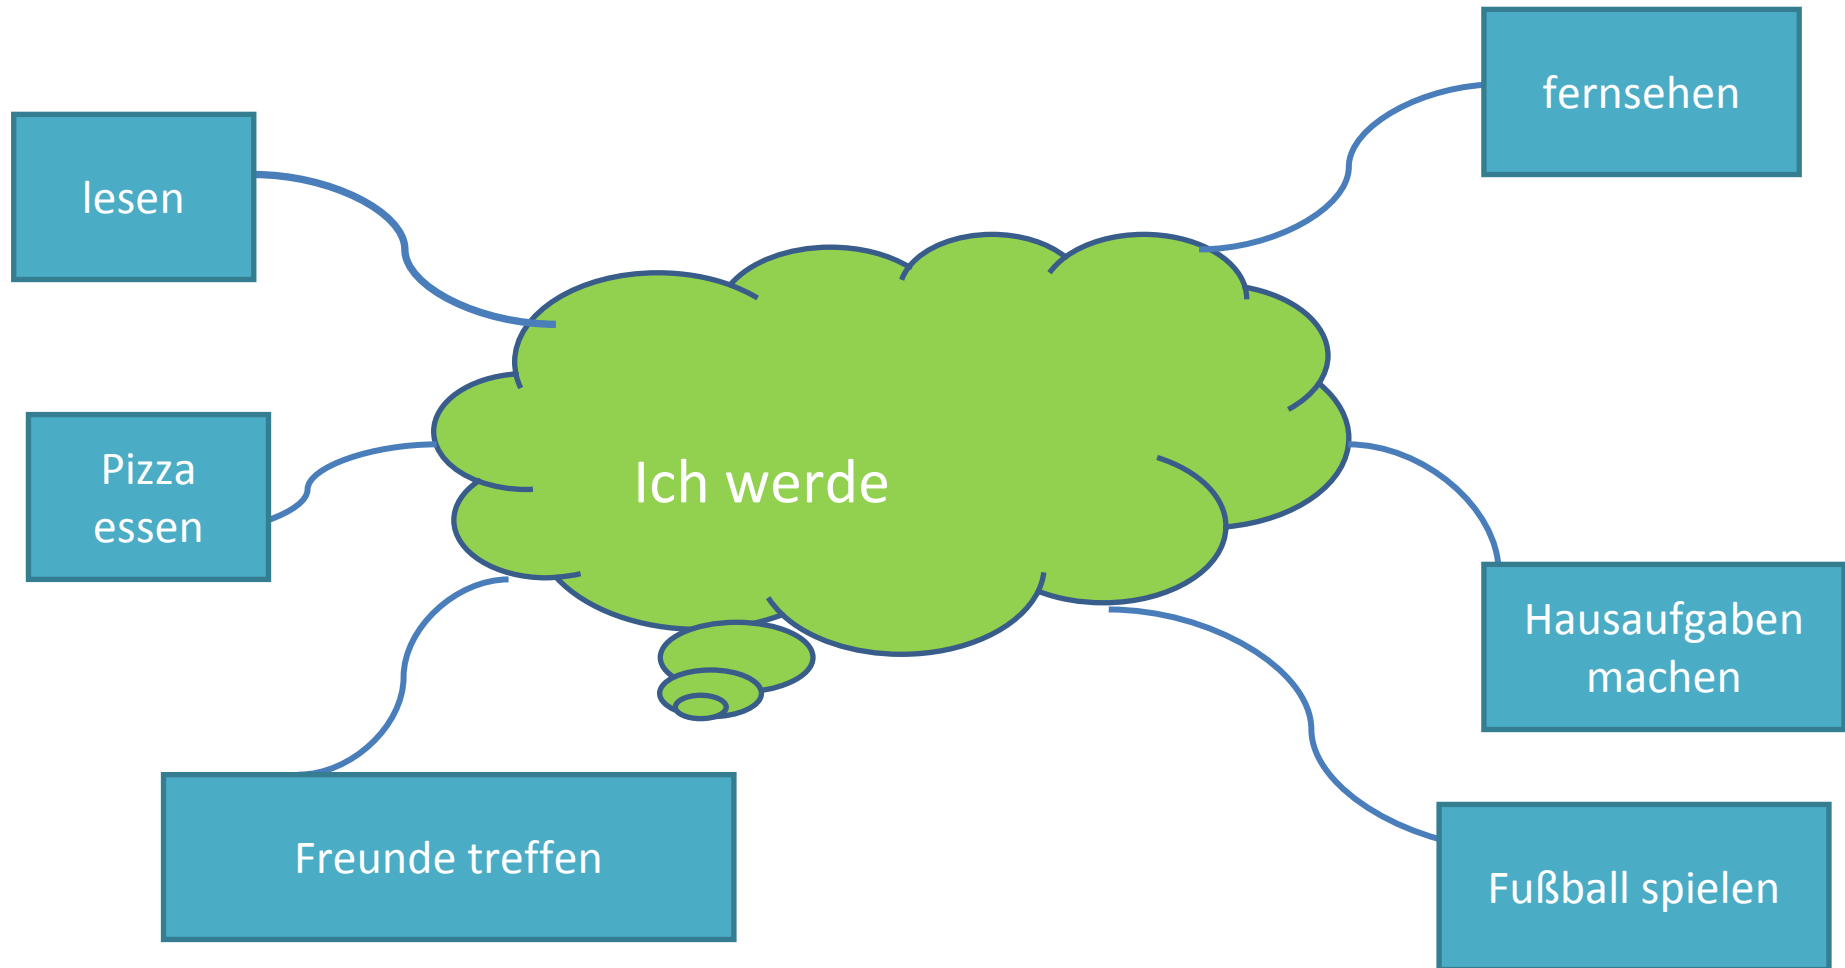 fernsehen
lesen
Pizza
essen
Ich werde
Hausaufgaben
machen
Freunde treffen
Fußball spielen